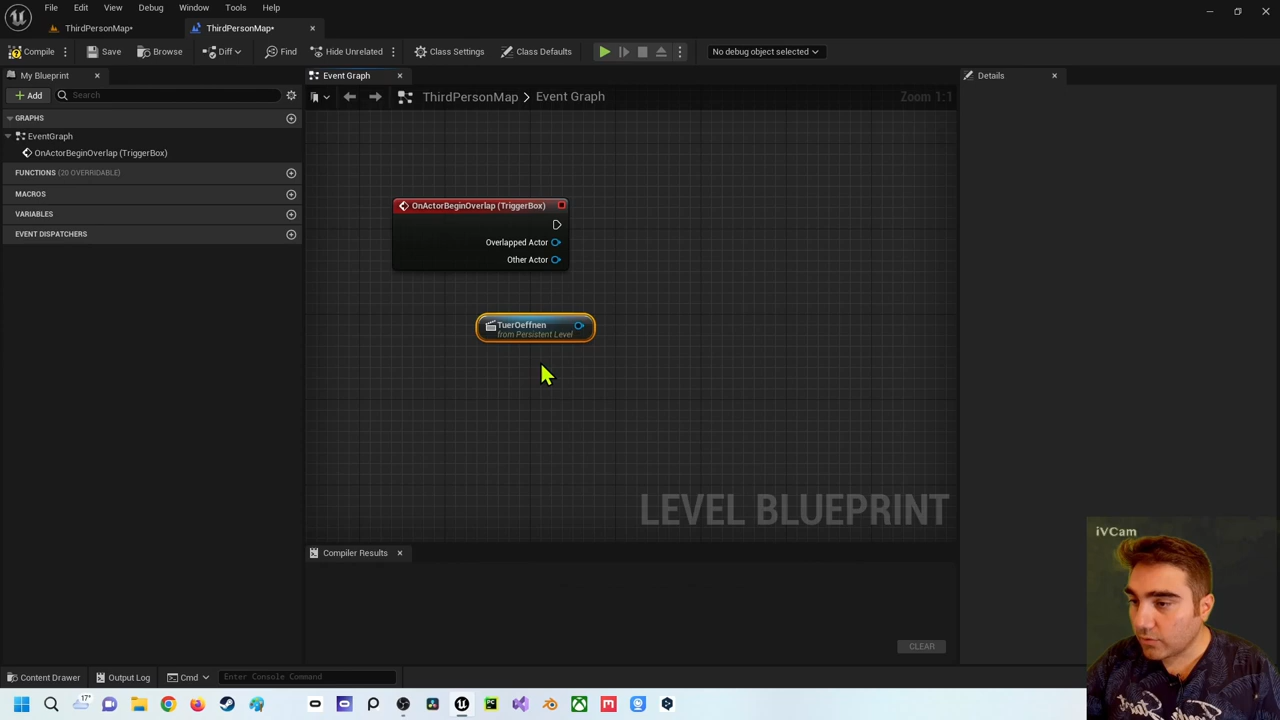 File Edit View Debug Window Tools Help
ThirdPersonMap* ThirdPersonMap*
Compile Save Browse Diff Find Hide Unrelated Class Settings Class Defaults No debug object selected
My Blueprint Event Graph Details
Add Search ThirdPersonMap > Event Graph Zoom 1:1
GRAPHS
EventGraph
OnActorBeginOverlap (TriggerBox)
FUNCTIONS (20 OVERRIDABLE)
MACROS
VARIABLES
EVENT DISPATCHERS
OnActorBeginOverlap (TriggerBox)
Overlapped Actor
Other Actor
TuerOeffnen
from Persistent Level
LEVEL BLUEPRINT
Compiler Results
CLEAR
iVCam
Content Drawer Output Log Cmd Enter Console Command
17°